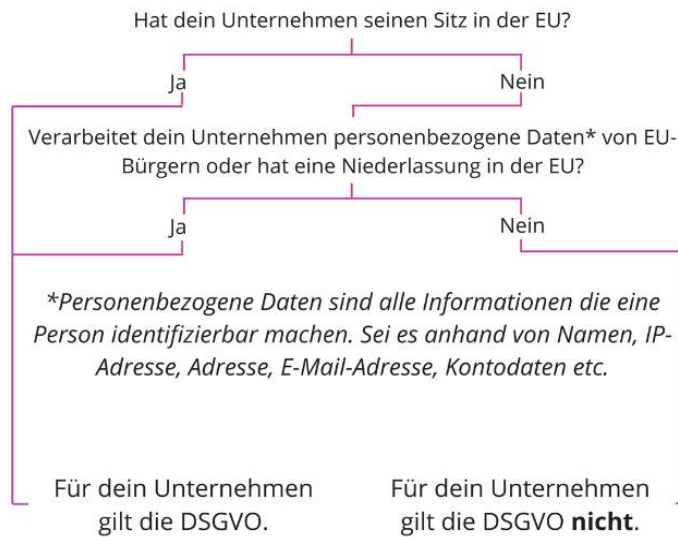 Hat dein Unternehmen seinen Sitz in der EU?
Ja Nein
Verarbeitet dein Unternehmen personenbezogene Daten* von EU-
Bürgern oder hat eine Niederlassung in der EU?
Ja Nein
*Personenbezogene Daten sind alle Informationen die eine
Person identifizierbar machen. Sei es anhand von Namen, IP-
Adresse, Adresse, E-Mail-Adresse, Kontodaten etc.
Für dein Unternehmen
gilt die DSGVO.
Für dein Unternehmen
gilt die DSGVO nicht.